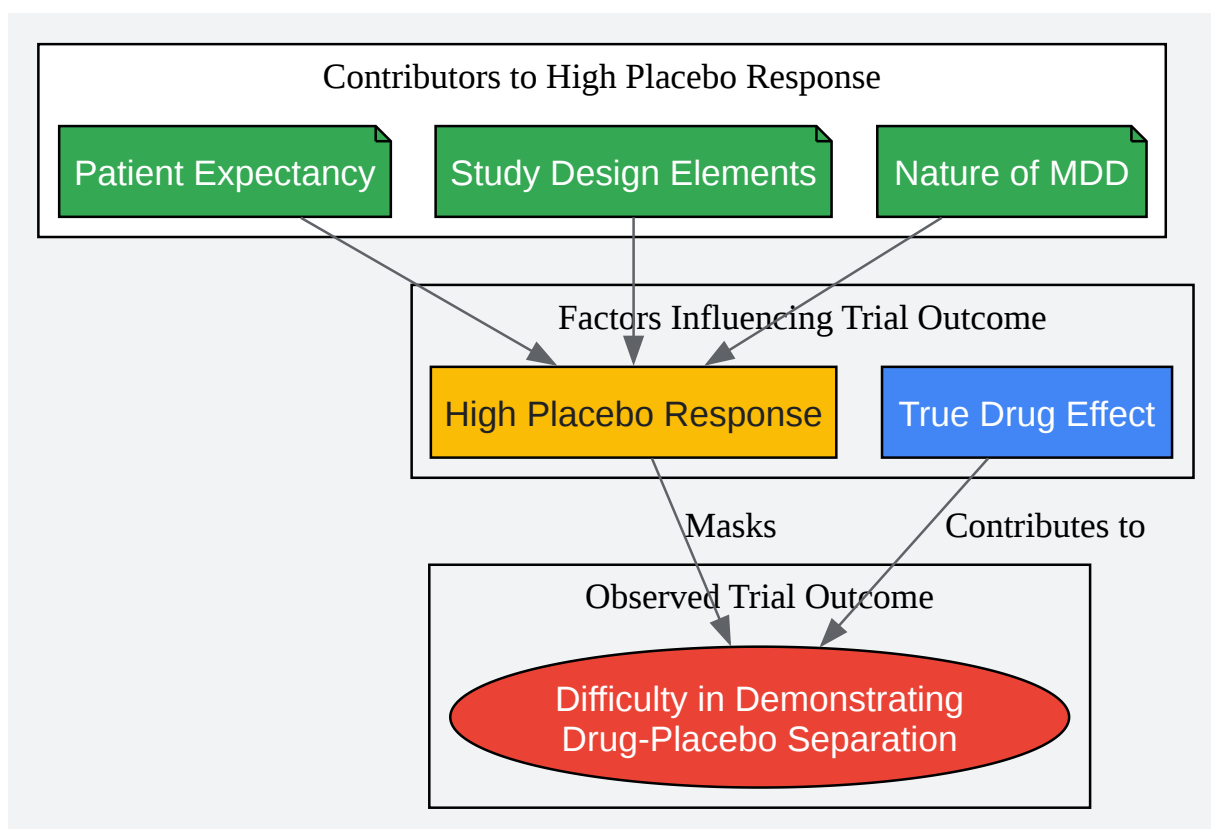 Contributors to High Placebo Response
Patient Expectancy
Study Design Elements
Nature of MDD
Factors Influencing Trial Outcome
High Placebo Response
True Drug Effect
Masks
Contributes to
Observed Trial Outcome
Difficulty in Demonstrating
Drug-Placebo Separation